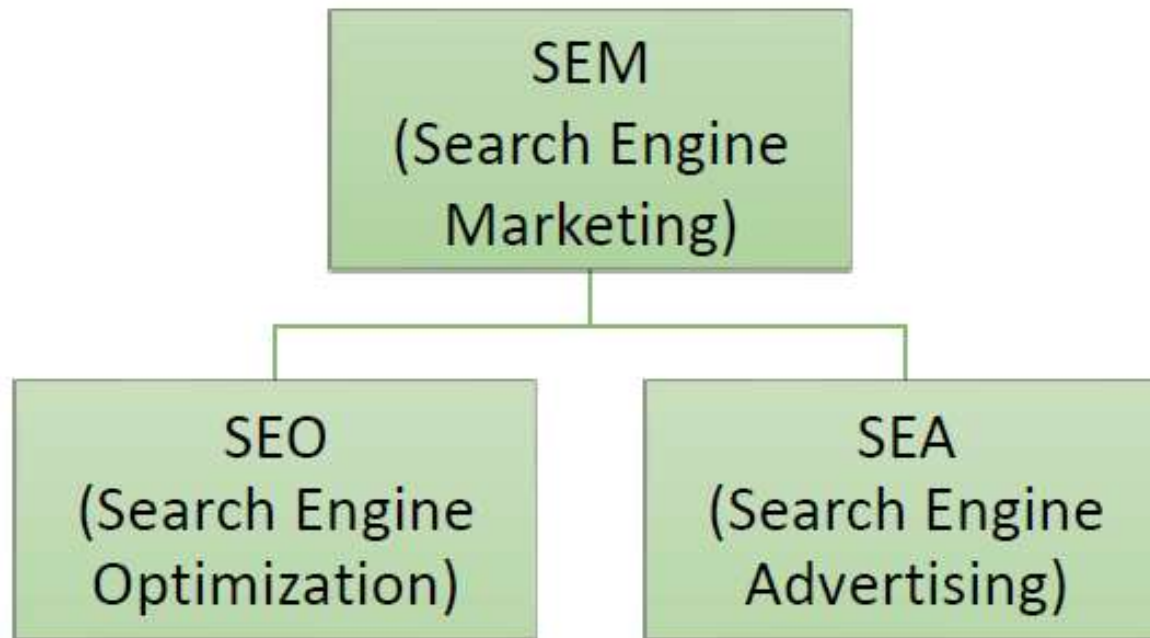 SEM
(Search Engine
Marketing)
SEO
(Search Engine
Optimization)
SEA
(Search Engine
Advertising)